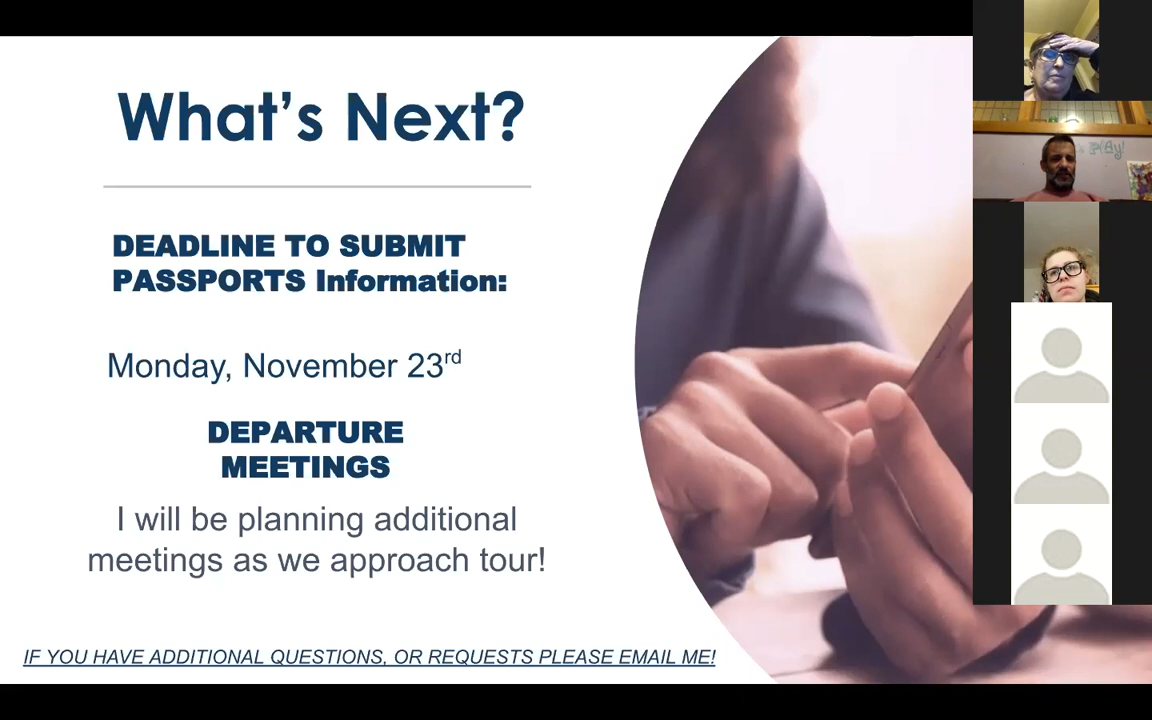 What's Next?
DEADLINE TO SUBMIT
PASSPORTS Information:
Monday, November 23rd
DEPARTURE
MEETINGS
I will be planning additional
meetings as we approach tour!
IF YOU HAVE ADDITIONAL QUESTIONS, OR REQUESTS PLEASE EMAIL ME!